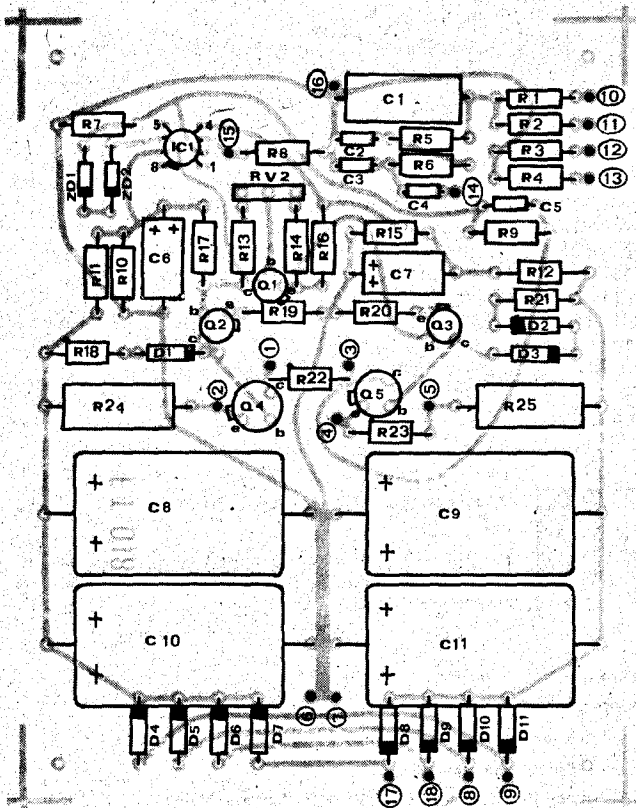 16
C1
R1 10
R2 11
R3 12
R4 13
R7
5 4
IC1
8 1
15
R8
C2
R5
C3
R6
RV2
C4
14
C5
ZD1
ZD2
R11
R10
+ +
C6
R17
R13
R14
R16
R15
R9
b
c Q1 e
+
C7
R12
R21
b Q2 e
c
R19
R20
e
Q3
b c
D2
D3
R18
D1
1
3
R22
R24
2
Q4
e b
c
Q5
b
e
4
5
R23
R25
+
C8
+
+
C9
+
+
C10
+
+
C11
+
6
D4
D5
D6
D7
D8
D9
D10
D11
17
18
8
9